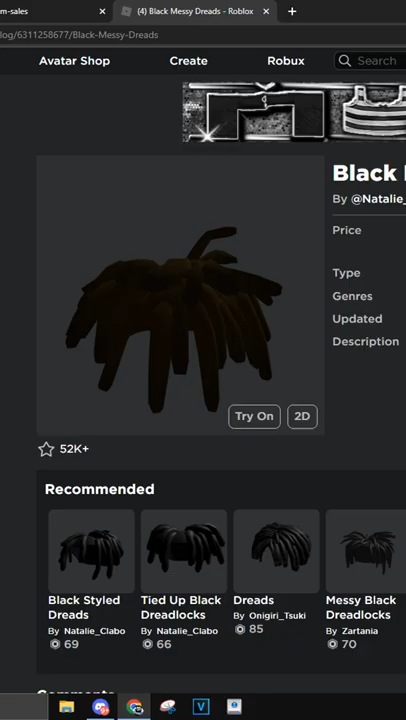 m-sales
(4) Black Messy Dreads - Roblox
log/6311258677/Black-Messy-Dreads
Avatar Shop Create Robux Search
Black
By @Natalie_
Price
Type
Genres
Updated
Description
Try On 2D
52K+
Recommended
Black Styled Dreads
By Natalie_Clabo
69
Tied Up Black Dreadlocks
By Natalie_Clabo
66
Dreads
By Onigiri_Tsuki
85
Messy Black Dreadlocks
By Zartania
70